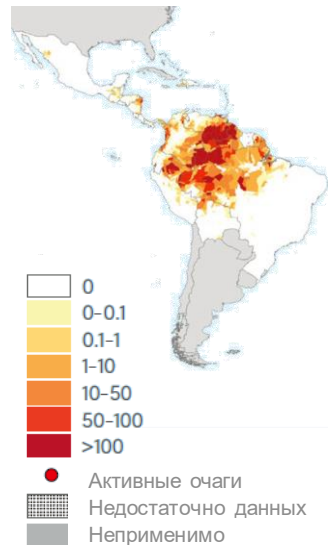 0
0–0.1
0.1–1
1–10
10–50
50–100
>100
Активные очаги
Недостаточно данных
Неприменимо